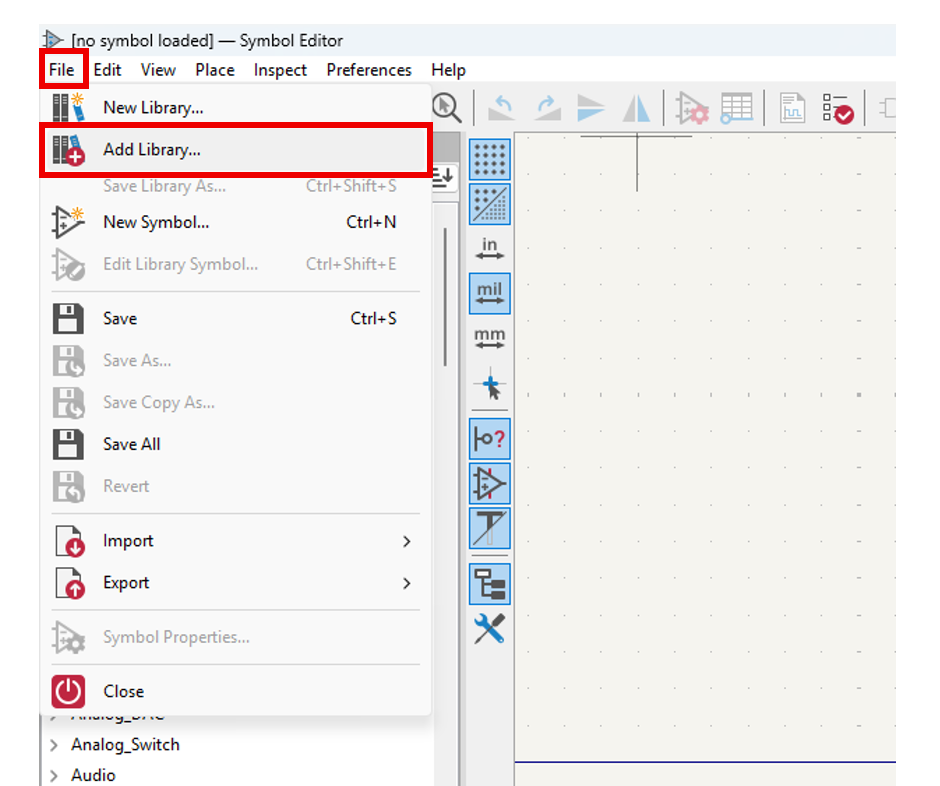 [no symbol loaded] — Symbol Editor
File Edit View Place Inspect Preferences Help
New Library...
Add Library...
Save Library As... Ctrl+Shift+S
New Symbol... Ctrl+N
Edit Library Symbol... Ctrl+Shift+E
Save Ctrl+S
Save As...
Save Copy As...
Save All
Revert
Import
Export
Symbol Properties...
Close
Analog_DAC
Analog_Switch
Audio
in
mil
mm